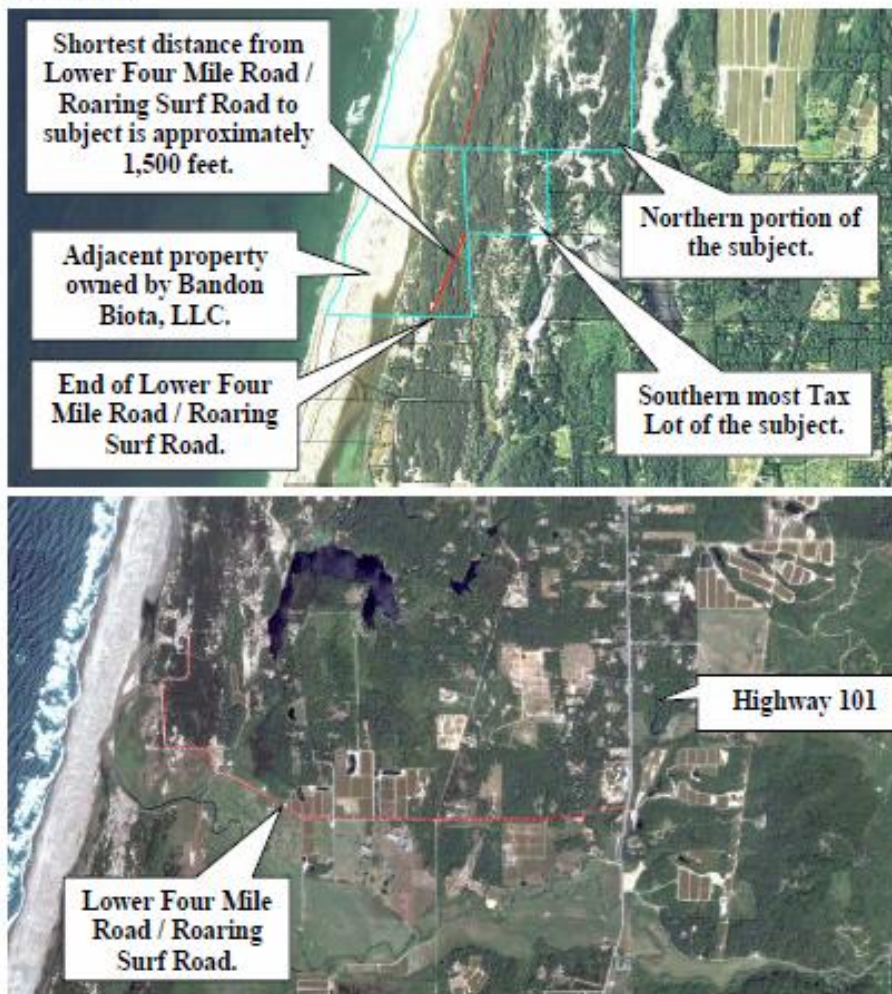 Shortest distance from
Lower Four Mile Road /
Roaring Surf Road to
subject is approximately
1,500 feet.
Northern portion of
the subject.
Adjacent property
owned by Bandon
Biota, LLC.
End of Lower Four
Mile Road / Roaring
Surf Road.
Southern most Tax
Lot of the subject.
Highway 101
Lower Four Mile
Road / Roaring
Surf Road.